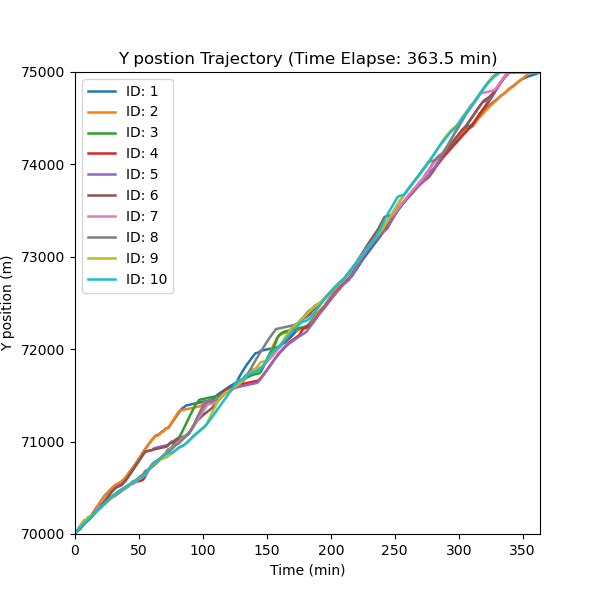 Y postion Trajectory (Time Elapse: 363.5 min)
75000
74000
73000
72000
71000
70000
Y position (m)
ID: 1
ID: 2
ID: 3
ID: 4
ID: 5
ID: 6
ID: 7
ID: 8
ID: 9
ID: 10
0 50 100 150 200 250 300 350
Time (min)